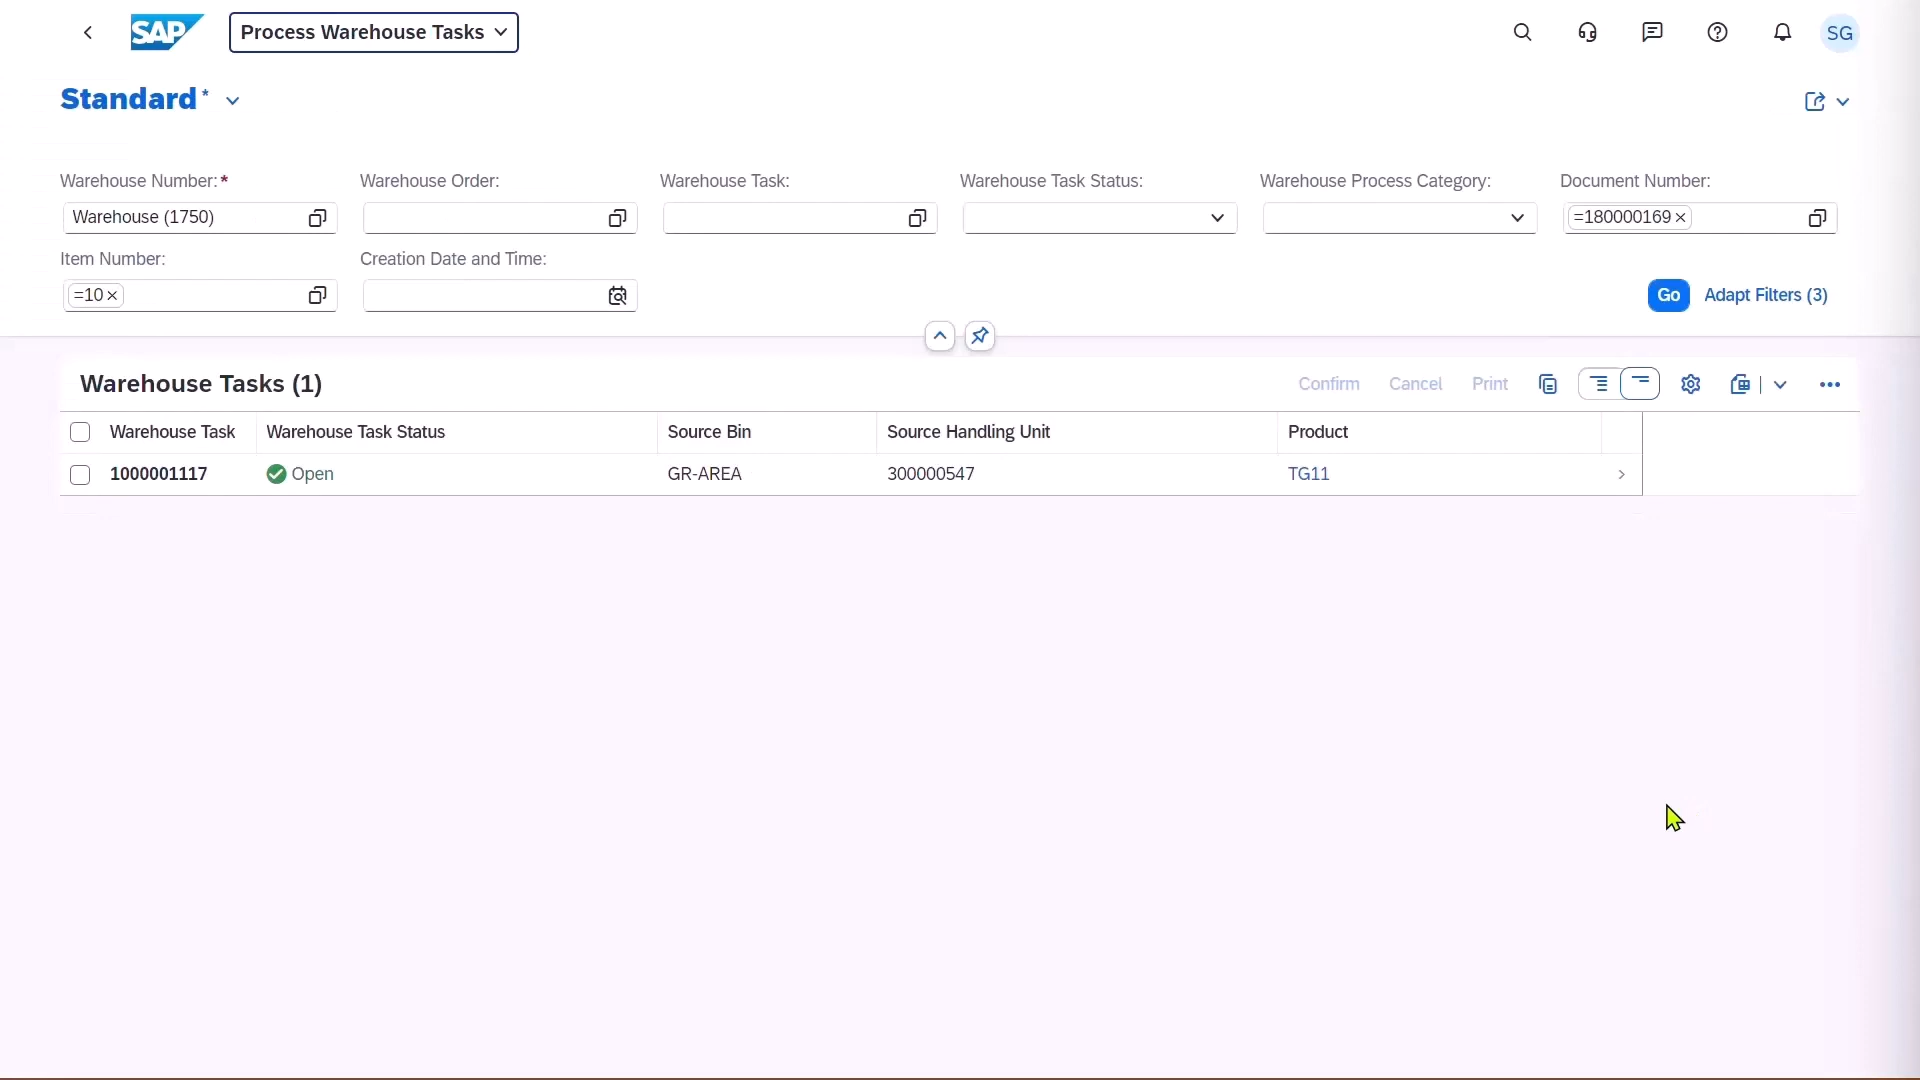 SAP Process Warehouse Tasks SG
Standard *
Warehouse Number:* Warehouse Order: Warehouse Task: Warehouse Task Status: Warehouse Process Category: Document Number:
Warehouse (1750) =180000169
Item Number: Creation Date and Time:
=10 Go Adapt Filters (3)
Warehouse Tasks (1) Confirm Cancel Print
Warehouse Task Warehouse Task Status Source Bin Source Handling Unit Product
1000001117 Open GR-AREA 300000547 TG11